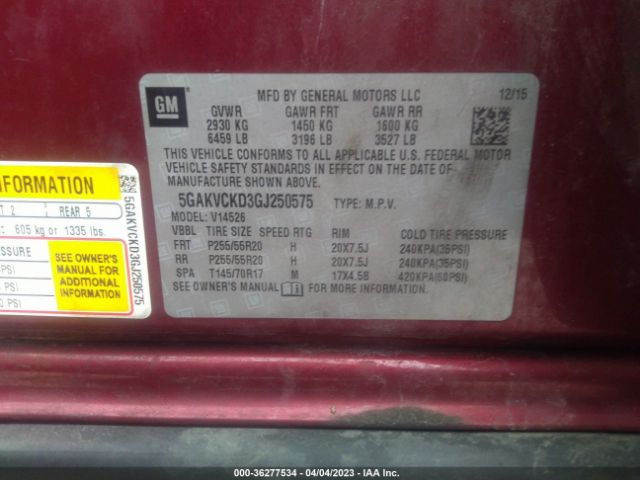 GM
MFD BY GENERAL MOTORS LLC 12/15
GVWR GAWR FRT GAWR RR
2930 KG 1450 KG 1600 KG
6459 LB 3196 LB 3527 LB
THIS VEHICLE CONFORMS TO ALL APPLICABLE U.S. FEDERAL MOTOR
VEHICLE SAFETY STANDARDS IN EFFECT ON THE DATE OF
MANUFACTURE SHOWN ABOVE.
5GAKVCKD3GJ250575 TYPE: M.P.V.
MODEL: V14526
VBBL TIRE SIZE SPEED RTG RIM COLD TIRE PRESSURE
FRT P255/55R20 H 20X7.5J 240KPA(35PSI)
RR P255/55R20 H 20X7.5J 240KPA(35PSI)
SPA T145/70R17 M 17X4.5B 420KPA(60PSI)
SEE OWNER'S MANUAL i FOR MORE INFORMATION.
INFORMATION
2 REAR 5
605 kg or 1335 lbs.
SSURE
PSI
PSI
PSI
SEE OWNER'S
MANUAL FOR
ADDITIONAL
INFORMATION
5GAKVCKD3GJ250575
000-36277534 - 04/04/2023 - IAA Inc.